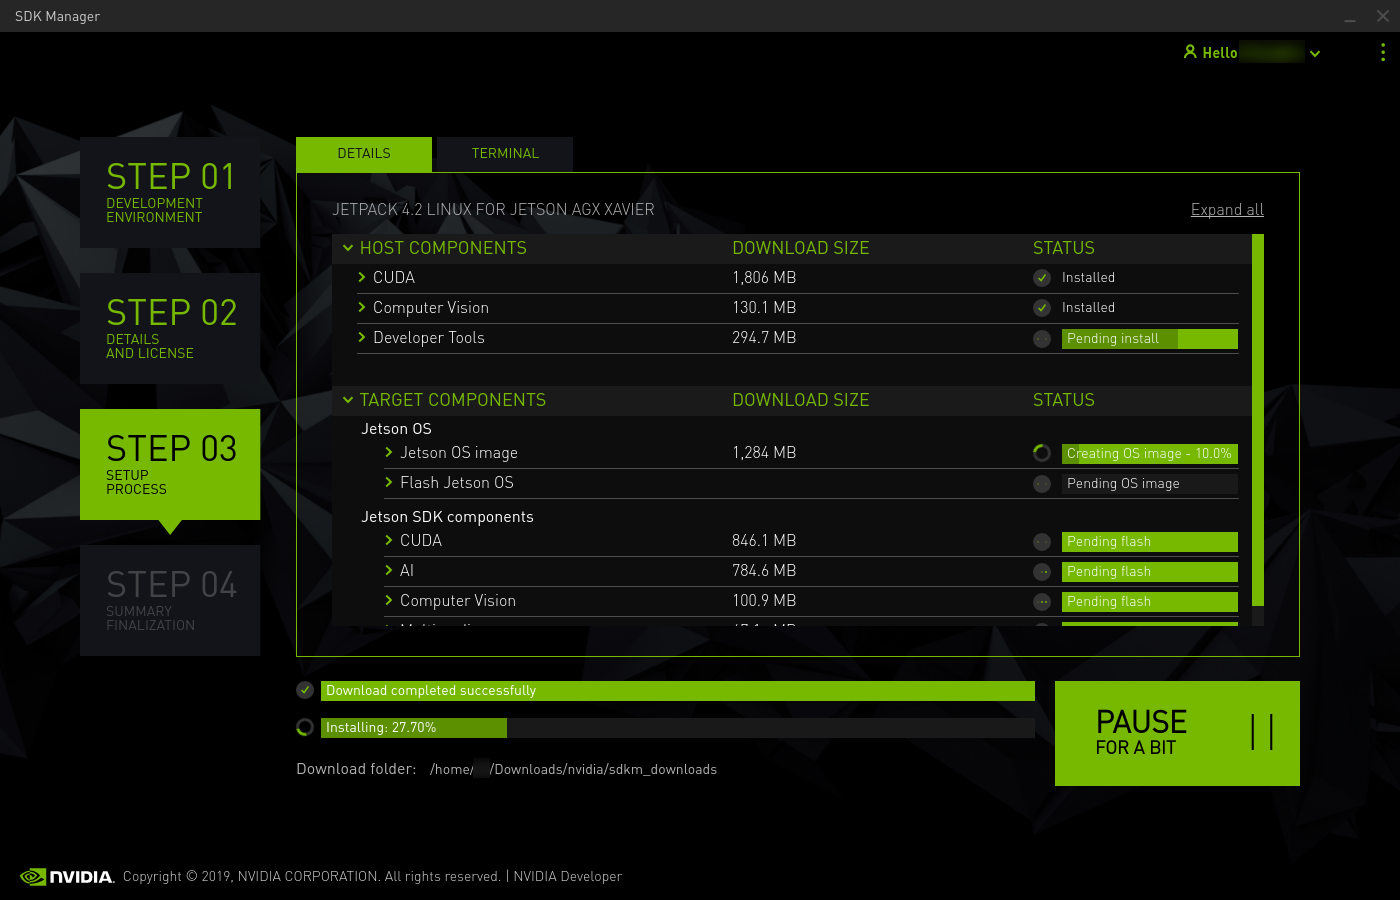 SDK Manager
Hello
STEP 01
DEVELOPMENT
ENVIRONMENT
STEP 02
DETAILS
AND LICENSE
STEP 03
SETUP
PROCESS
STEP 04
SUMMARY
FINALIZATION
DETAILS TERMINAL
JETPACK 4.2 LINUX FOR JETSON AGX XAVIER Expand all
HOST COMPONENTS DOWNLOAD SIZE STATUS
CUDA 1,806 MB Installed
Computer Vision 130.1 MB Installed
Developer Tools 294.7 MB Pending install
TARGET COMPONENTS DOWNLOAD SIZE STATUS
Jetson OS
Jetson OS image 1,284 MB Creating OS image - 10.0%
Flash Jetson OS Pending OS image
Jetson SDK components
CUDA 846.1 MB Pending flash
AI 784.6 MB Pending flash
Computer Vision 100.9 MB Pending flash
Download completed successfully
Installing: 27.70%
Download folder: /home/ /Downloads/nvidia/sdkm_downloads
PAUSE
FOR A BIT
NVIDIA. Copyright © 2019, NVIDIA CORPORATION. All rights reserved. | NVIDIA Developer